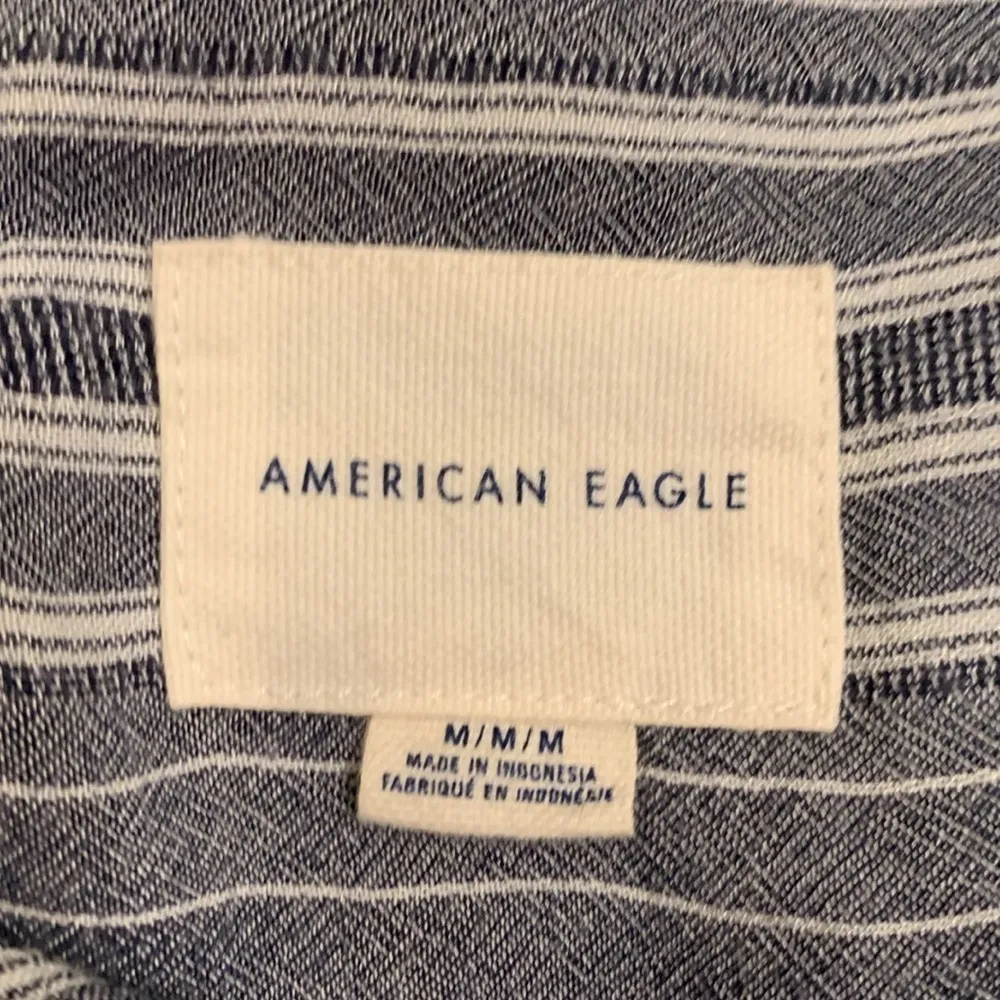 AMERICAN EAGLE
M/M/M
MADE IN INDONESIA
FABRIQUÉ EN INDONÉSIE